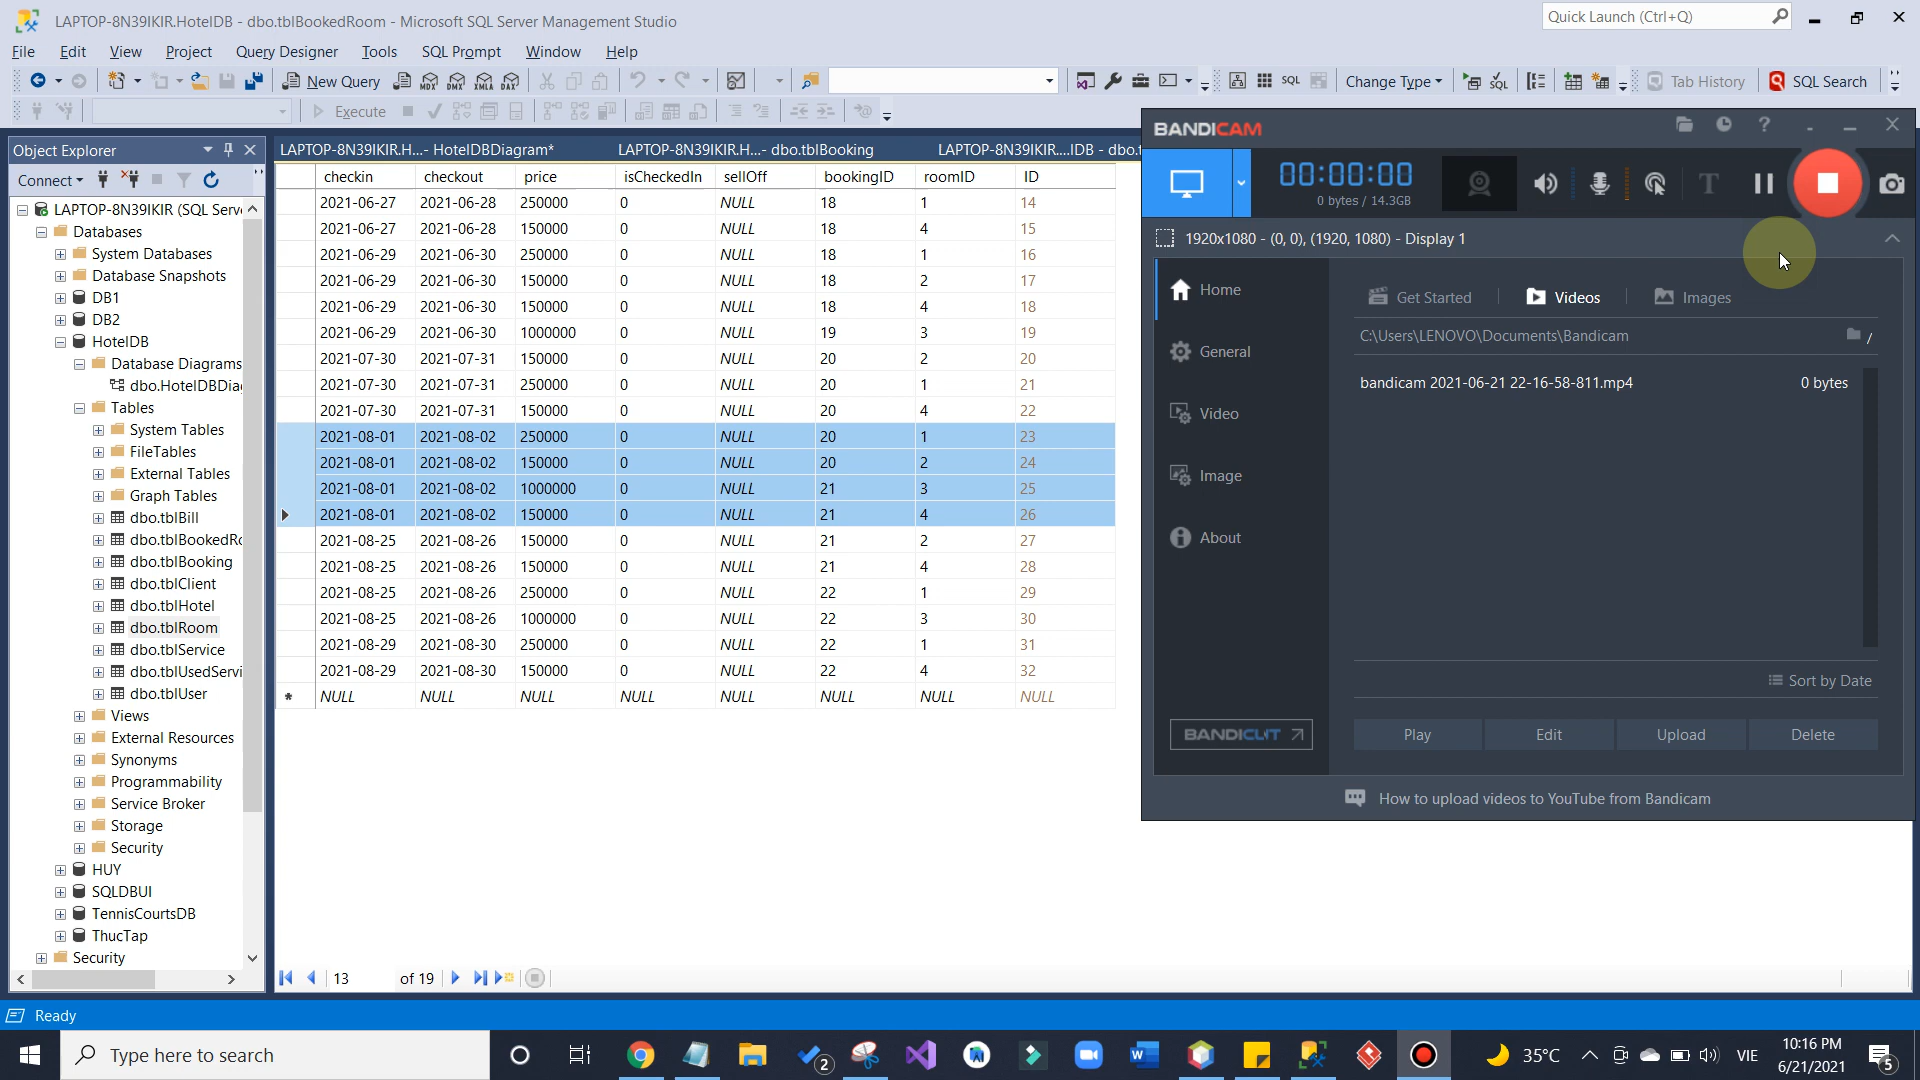 LAPTOP-8N39IKIR.HotelDB - dbo.tblBookedRoom - Microsoft SQL Server Management Studio
Quick Launch (Ctrl+Q)
File Edit View Project Query Designer Tools SQL Prompt Window Help
New Query MDX DMX XMLA DAX SQL Change Type Tab History SQL Search
Execute
Object Explorer
Connect
LAPTOP-8N39IKIR (SQL Serv
Databases
System Databases
Database Snapshots
DB1
DB2
HotelDB
Database Diagrams
dbo.HotelDBDia
Tables
System Tables
FileTables
External Tables
Graph Tables
dbo.tblBill
dbo.tblBookedRo
dbo.tblBooking
dbo.tblClient
dbo.tblHotel
dbo.tblRoom
dbo.tblService
dbo.tblUsedServi
dbo.tblUser
Views
External Resources
Synonyms
Programmability
Service Broker
Storage
Security
HUY
SQLDBUI
TennisCourtsDB
ThucTap
Security
LAPTOP-8N39IKIR.H...- HotelDBDiagram* LAPTOP-8N39IKIR.H...- dbo.tblBooking LAPTOP-8N39IKIR....IDB - dbo.t
checkin checkout price isCheckedIn sellOff bookingID roomID ID
2021-06-27 2021-06-28 250000 0 NULL 18 1 14
2021-06-27 2021-06-28 150000 0 NULL 18 4 15
2021-06-29 2021-06-30 250000 0 NULL 18 1 16
2021-06-29 2021-06-30 150000 0 NULL 18 2 17
2021-06-29 2021-06-30 150000 0 NULL 18 4 18
2021-06-29 2021-06-30 1000000 0 NULL 19 3 19
2021-07-30 2021-07-31 150000 0 NULL 20 2 20
2021-07-30 2021-07-31 250000 0 NULL 20 1 21
2021-07-30 2021-07-31 150000 0 NULL 20 4 22
2021-08-01 2021-08-02 250000 0 NULL 20 1 23
2021-08-01 2021-08-02 150000 0 NULL 20 2 24
2021-08-01 2021-08-02 1000000 0 NULL 21 3 25
2021-08-01 2021-08-02 150000 0 NULL 21 4 26
2021-08-25 2021-08-26 150000 0 NULL 21 2 27
2021-08-25 2021-08-26 150000 0 NULL 21 4 28
2021-08-25 2021-08-26 250000 0 NULL 22 1 29
2021-08-25 2021-08-26 1000000 0 NULL 22 3 30
2021-08-29 2021-08-30 250000 0 NULL 22 1 31
2021-08-29 2021-08-30 150000 0 NULL 22 4 32
* NULL NULL NULL NULL NULL NULL NULL NULL
13 of 19
BANDICAM
00:00:00
0 bytes / 14.3GB
1920x1080 - (0, 0), (1920, 1080) - Display 1
Home
General
Video
Image
About
BANDICUT
Get Started Videos Images
C:\Users\LENOVO\Documents\Bandicam /
bandicam 2021-06-21 22-16-58-811.mp4 0 bytes
Sort by Date
Play Edit Upload Delete
How to upload videos to YouTube from Bandicam
Ready
Type here to search
2
35°C
VIE
10:16 PM
6/21/2021
5